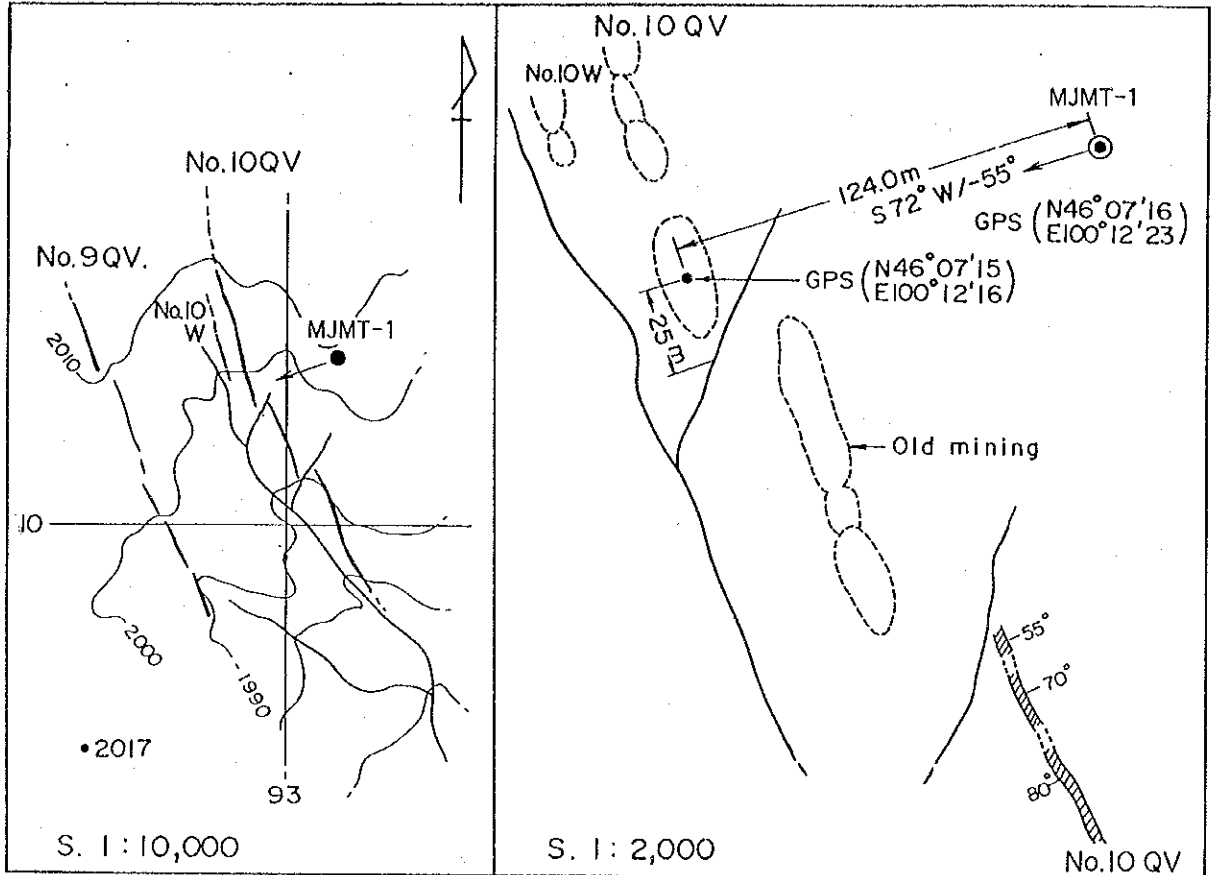 No.10QV
No.9QV.
No.10
W
MJMT-1
2010
10
2000
1990
•2017
93
S. 1:10,000
No.10 QV
No.10W
MJMT-1
124.0m
S72°W/-55°
GPS (N46°07'16
E100°12'23)
GPS (N46°07'15
E100°12'16)
25m
Old mining
55°
70°
80°
S. 1:2,000
No.10 QV